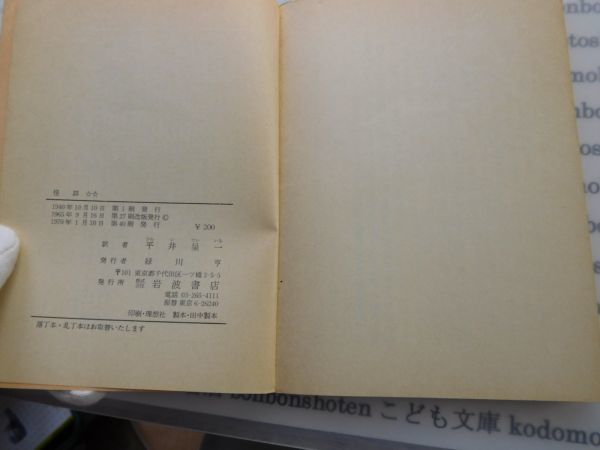 怪談 ☆☆
1940年10月10日 第1刷発行
1965年9月16日 第27刷改版発行 ©
1979年1月10日 第40刷発行
¥200
訳者 平井呈一
発行者 緑川亨
〒101 東京都千代田区一ツ橋2-5-5
発行所 株式会社 岩波書店
電話 03-265-4111
振替 東京 6-26240
印刷・理想社 製本・田中製本
落丁本・乱丁本はお取替いたします
bonbonshoten こども文庫 kodomo